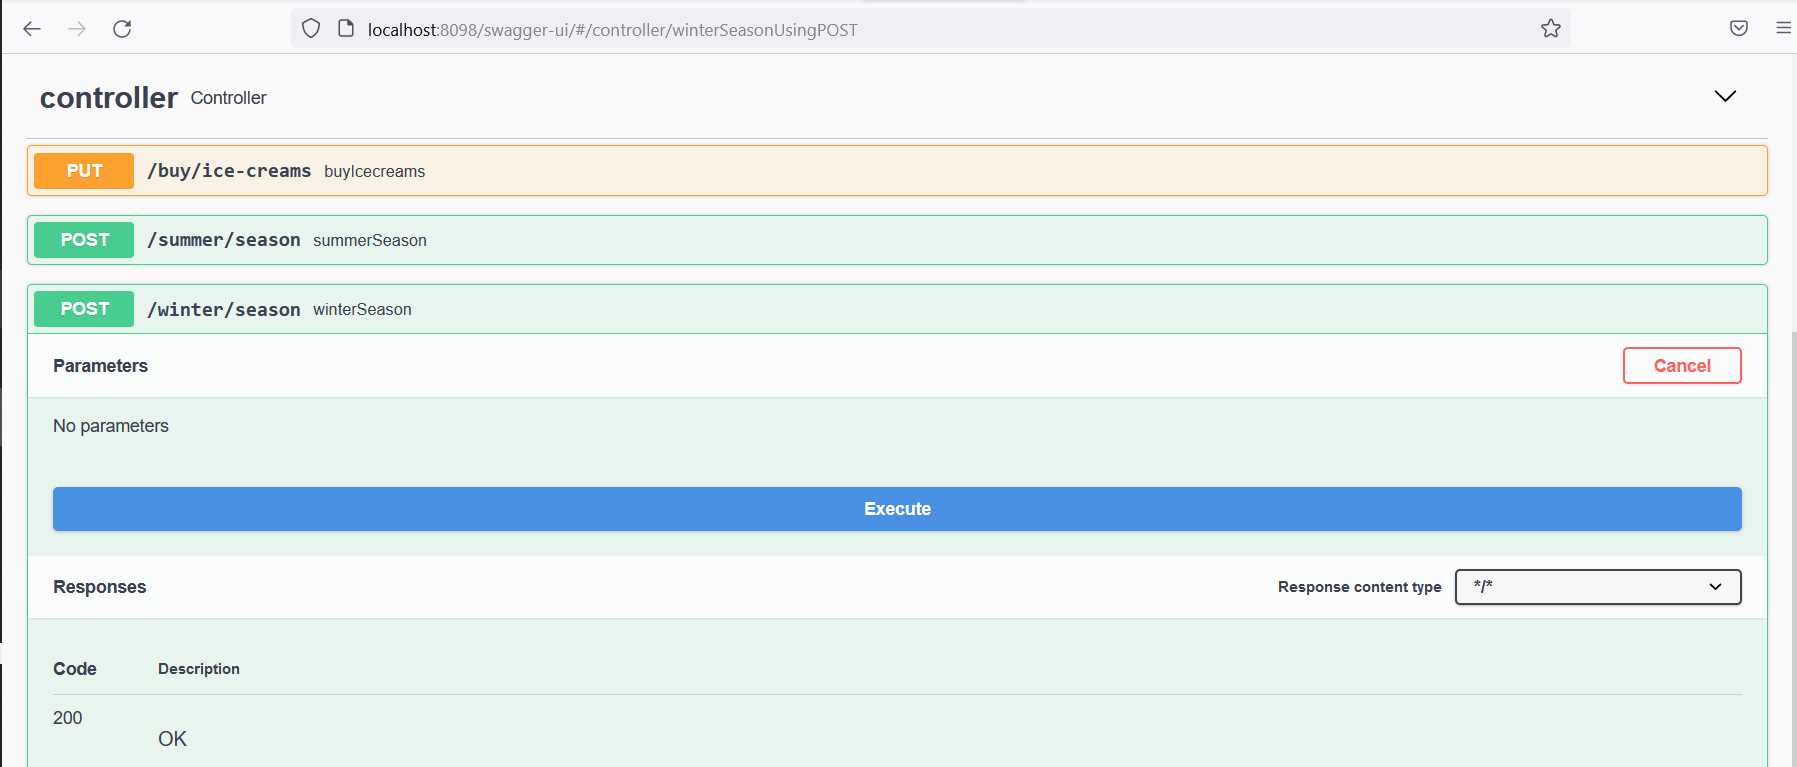 localhost:8098/swagger-ui/#/controller/winterSeasonUsingPOST
controller Controller
PUT /buy/ice-creams buyIcecreams
POST /summer/season summerSeason
POST /winter/season winterSeason
Parameters Cancel
No parameters
Execute
Responses Response content type */*
Code Description
200
OK